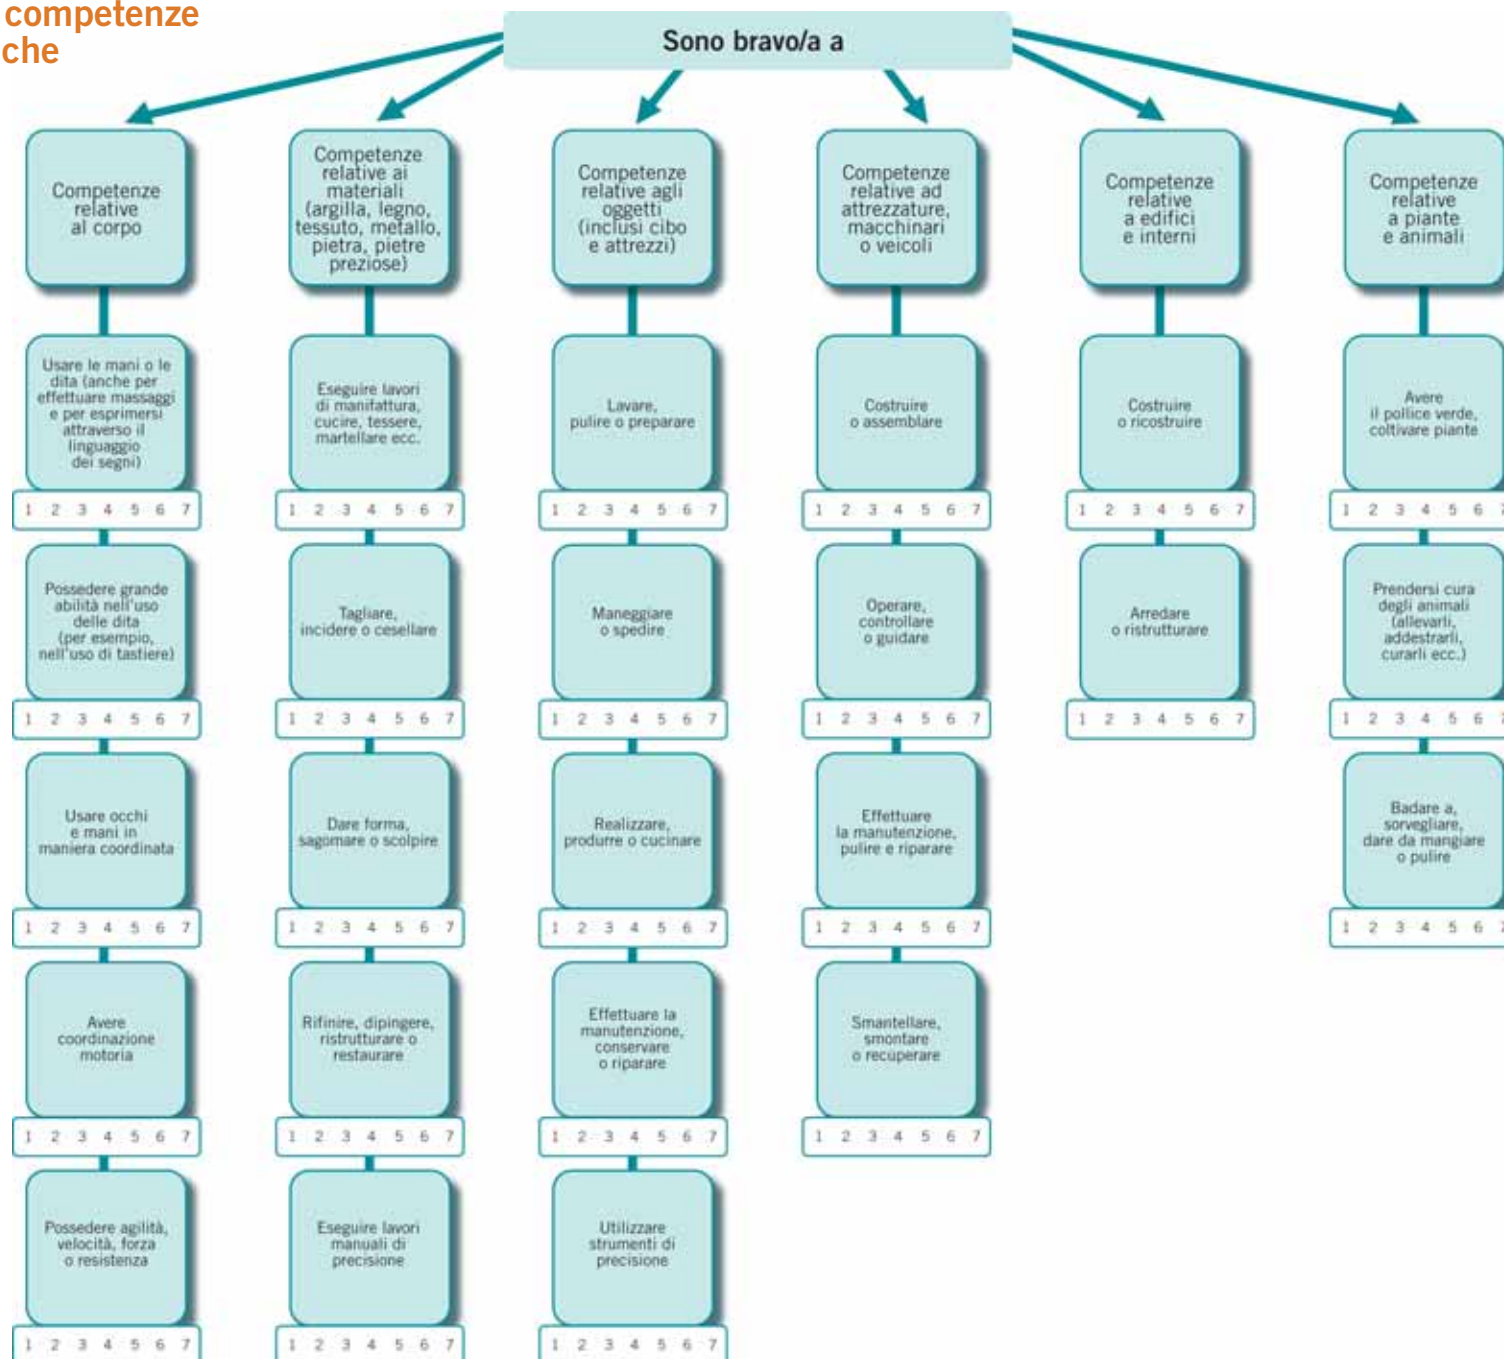 competenze
che
Sono bravo/a a
Competenze
relative
al corpo
Usare le mani o le
dita (anche per
effettuare massaggi
e per esprimersi
attraverso il
linguaggio
dei segni)
1 2 3 4 5 6 7
Possedere grande
abilità nell'uso
delle dita
(per esempio,
nell'uso di tastiere)
1 2 3 4 5 6 7
Usare occhi
e mani in
maniera coordinata
1 2 3 4 5 6 7
Avere
coordinazione
motoria
1 2 3 4 5 6 7
Possedere agilità,
velocità, forza
o resistenza
1 2 3 4 5 6 7
Competenze
relative ai
materiali
(argilla, legno,
tessuto, metallo,
pietra, pietre
preziose)
Eseguire lavori
di manifattura,
cucire, tessere,
martellare ecc.
1 2 3 4 5 6 7
Tagliare,
incidere o cesellare
1 2 3 4 5 6 7
Dare forma,
sagomare o scolpire
1 2 3 4 5 6 7
Rifinire, dipingere,
ristrutturare o
restaurare
1 2 3 4 5 6 7
Eseguire lavori
manuali di
precisione
1 2 3 4 5 6 7
Competenze
relative agli
oggetti
(inclusi cibo
e attrezzi)
Lavare,
pulire o preparare
1 2 3 4 5 6 7
Maneggiare
o spedire
1 2 3 4 5 6 7
Realizzare,
produrre o cucinare
1 2 3 4 5 6 7
Effettuare la
manutenzione,
conservare
o riparare
1 2 3 4 5 6 7
Utilizzare
strumenti di
precisione
1 2 3 4 5 6 7
Competenze
relative ad
attrezzature,
macchinari
o veicoli
Costruire
o assemblare
1 2 3 4 5 6 7
Operare,
controllare
o guidare
1 2 3 4 5 6 7
Effettuare
la manutenzione,
pulire e riparare
1 2 3 4 5 6 7
Smantellare,
smontare
o recuperare
1 2 3 4 5 6 7
Competenze
relative
a edifici
e interni
Costruire
o ricostruire
1 2 3 4 5 6 7
Arredare
o ristrutturare
1 2 3 4 5 6 7
Competenze
relative
a piante
e animali
Avere
il pollice verde,
coltivare piante
1 2 3 4 5 6 7
Prendersi cura
degli animali
(allevarli,
addestrarli,
curarli ecc.)
1 2 3 4 5 6 7
Badare a,
sorvegliare,
dare da mangiare
o pulire
1 2 3 4 5 6 7